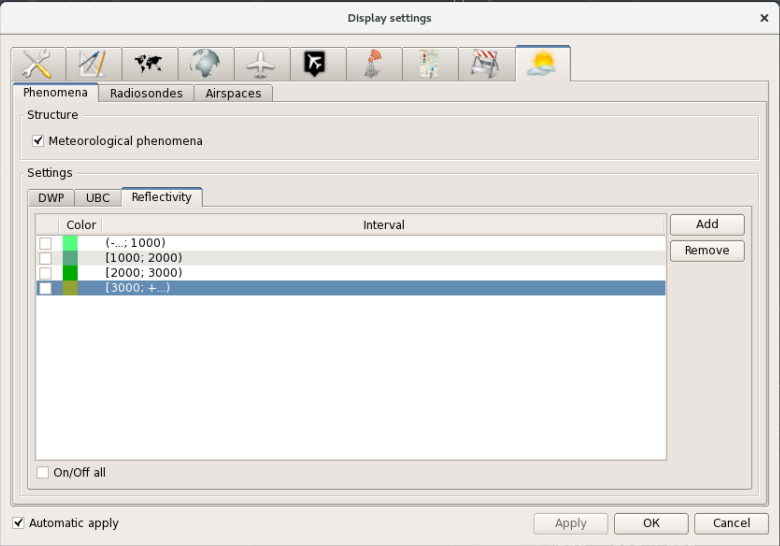 Display settings
Phenomena Radiosondes Airspaces
Structure
Meteorological phenomena
Settings
DWP UBC Reflectivity
Color Interval Add
(-...; 1000)
Remove
[1000; 2000)
[2000; 3000)
[3000; +...)
On/Off all
Automatic apply Apply OK Cancel